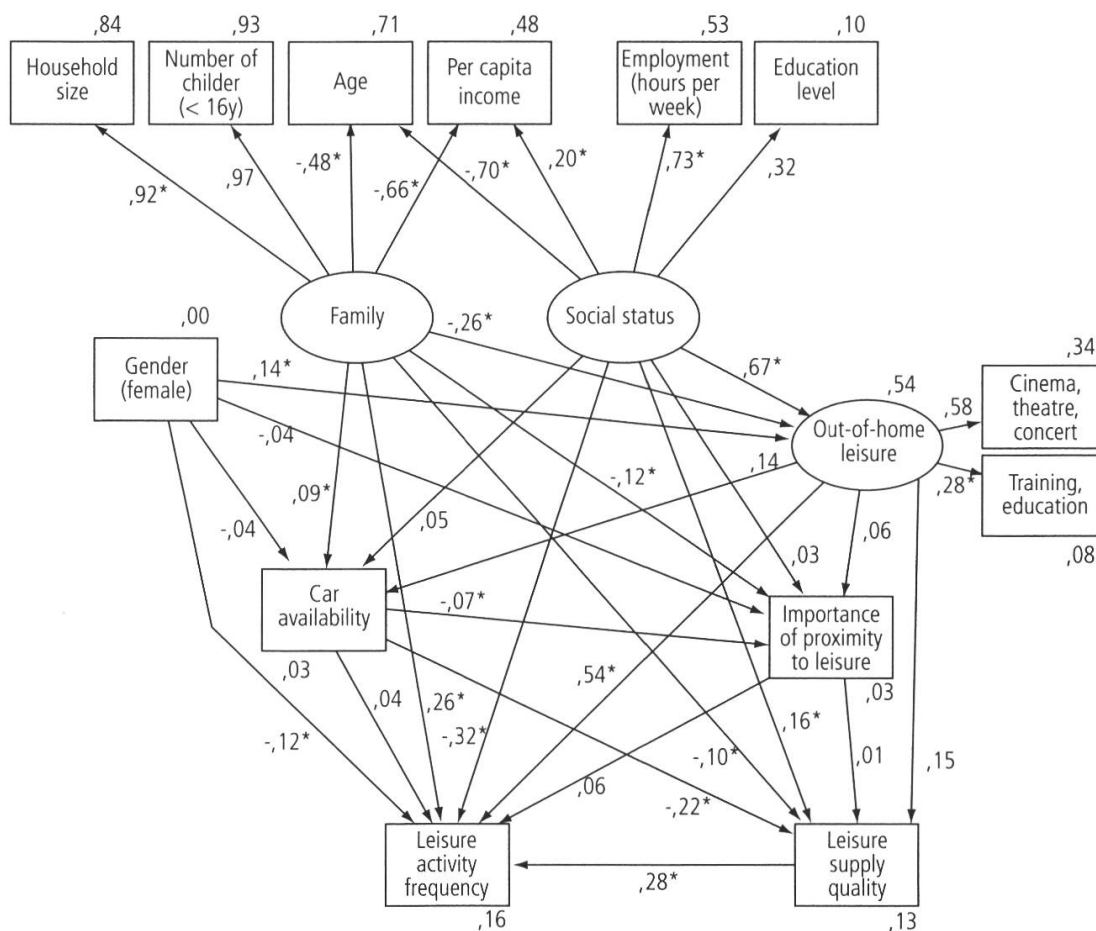 ,84
,93
,71
,48
,53
,10
Household
size
Number of
childer
(< 16y)
Age
Per capita
income
Employment
(hours per
week)
Education
level
,92*
,97
-,48*
-,66*
-,70*
,20*
,73*
,32
Family
Social status
,00
Gender
(female)
,14*
-,26*
,67*
,54
,34
,58
Cinema,
theatre,
concert
Out-of-home
leisure
,28*
Training,
education
,08
-,04
-,12*
,14
,09*
,05
-,04
,03
,06
Car
availability
-,07*
Importance
of proximity
to leisure
,03
,03
,04
,26*
-,32*
,54*
,16*
-,12*
-,10*
,01
,15
,06
-,22*
Leisure
activity
frequency
,16
,28*
Leisure
supply
quality
,13